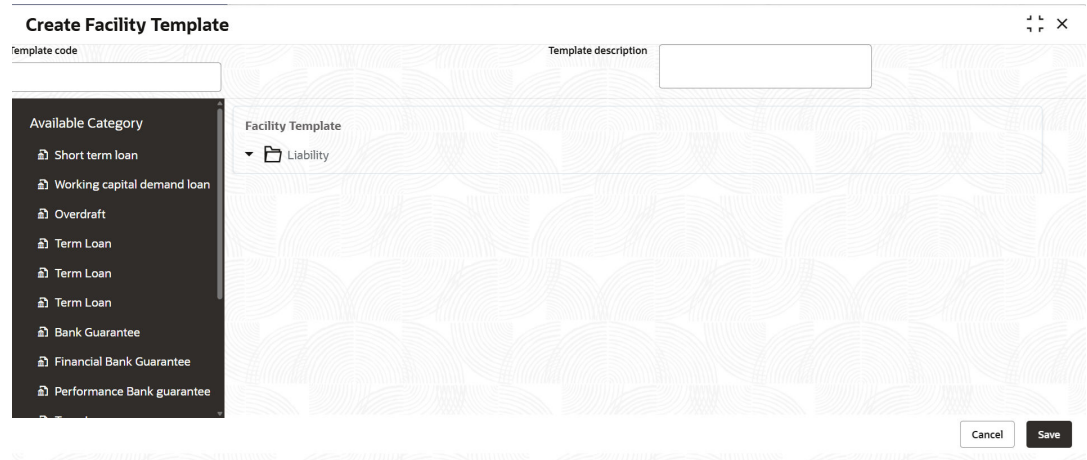 Create Facility Template
Template code
Template description
Available Category
Short term loan
Working capital demand loan
Overdraft
Term Loan
Term Loan
Term Loan
Bank Guarantee
Financial Bank Guarantee
Performance Bank guarantee
Facility Template
Liability
Cancel
Save